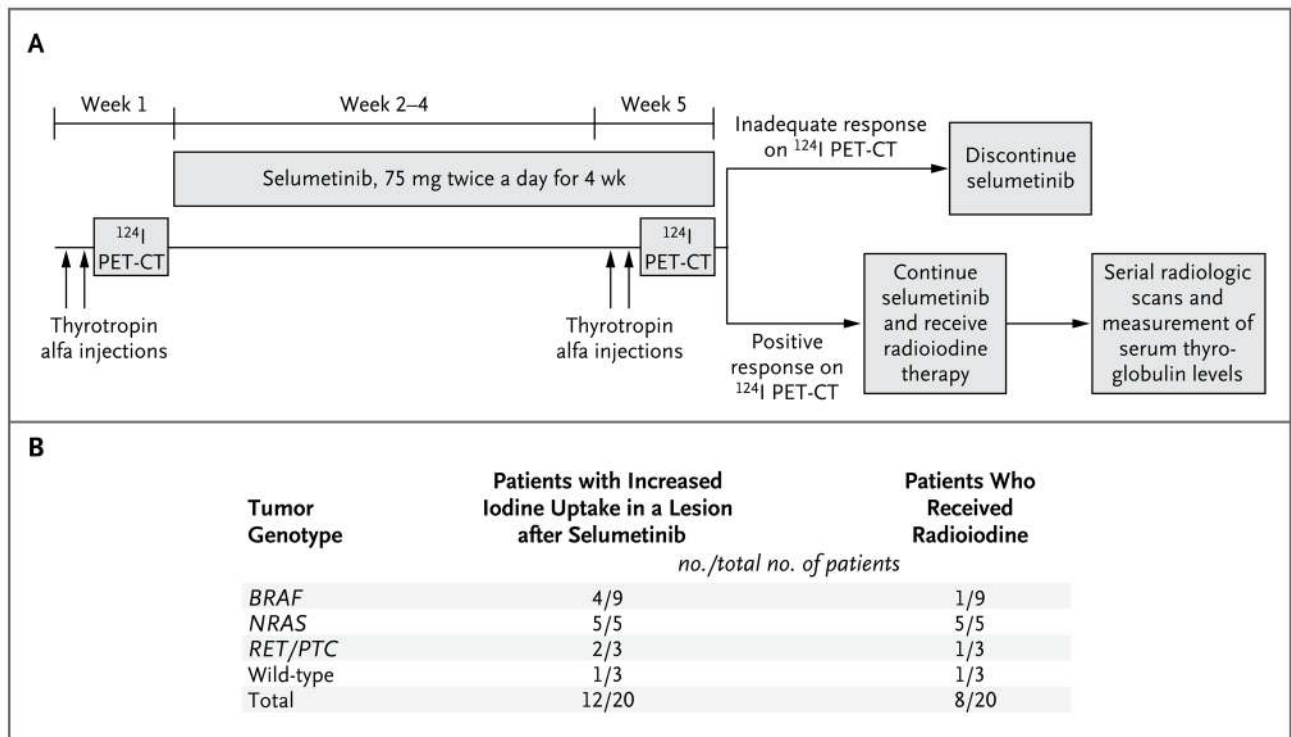 A
Week 1
Week 2–4
Week 5
Selumetinib, 75 mg twice a day for 4 wk
124I
PET-CT
Thyrotropin
alfa injections
Thyrotropin
alfa injections
124I
PET-CT
Inadequate response
on 124I PET-CT
Discontinue
selumetinib
Positive
response on
124I PET-CT
Continue
selumetinib
and receive
radioiodine
therapy
Serial radiologic
scans and
measurement of
serum thyro-
globulin levels
B
Tumor
Genotype
Patients with Increased
Iodine Uptake in a Lesion
after Selumetinib
Patients Who
Received
Radioiodine
no./total no. of patients
BRAF 4/9 1/9
NRAS 5/5 5/5
RET/PTC 2/3 1/3
Wild-type 1/3 1/3
Total 12/20 8/20